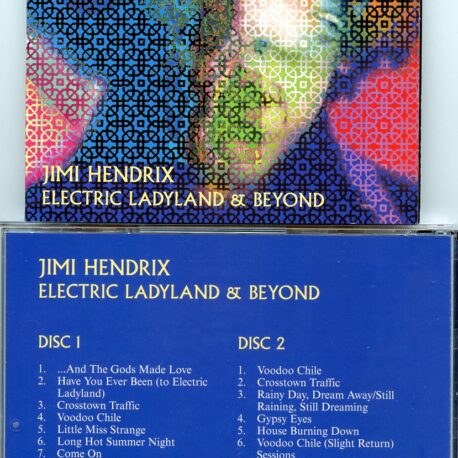 JIMI HENDRIX
ELECTRIC LADYLAND & BEYOND
JIMI HENDRIX
ELECTRIC LADYLAND & BEYOND
DISC 1
1. ...And The Gods Made Love
2. Have You Ever Been (to Electric
Ladyland)
3. Crosstown Traffic
4. Voodoo Chile
5. Little Miss Strange
6. Long Hot Summer Night
7. Come On
DISC 2
1. Voodoo Chile
2. Crosstown Traffic
3. Rainy Day, Dream Away/Still
Raining, Still Dreaming
4. Gypsy Eyes
5. House Burning Down
6. Voodoo Chile (Slight Return)
Sessions